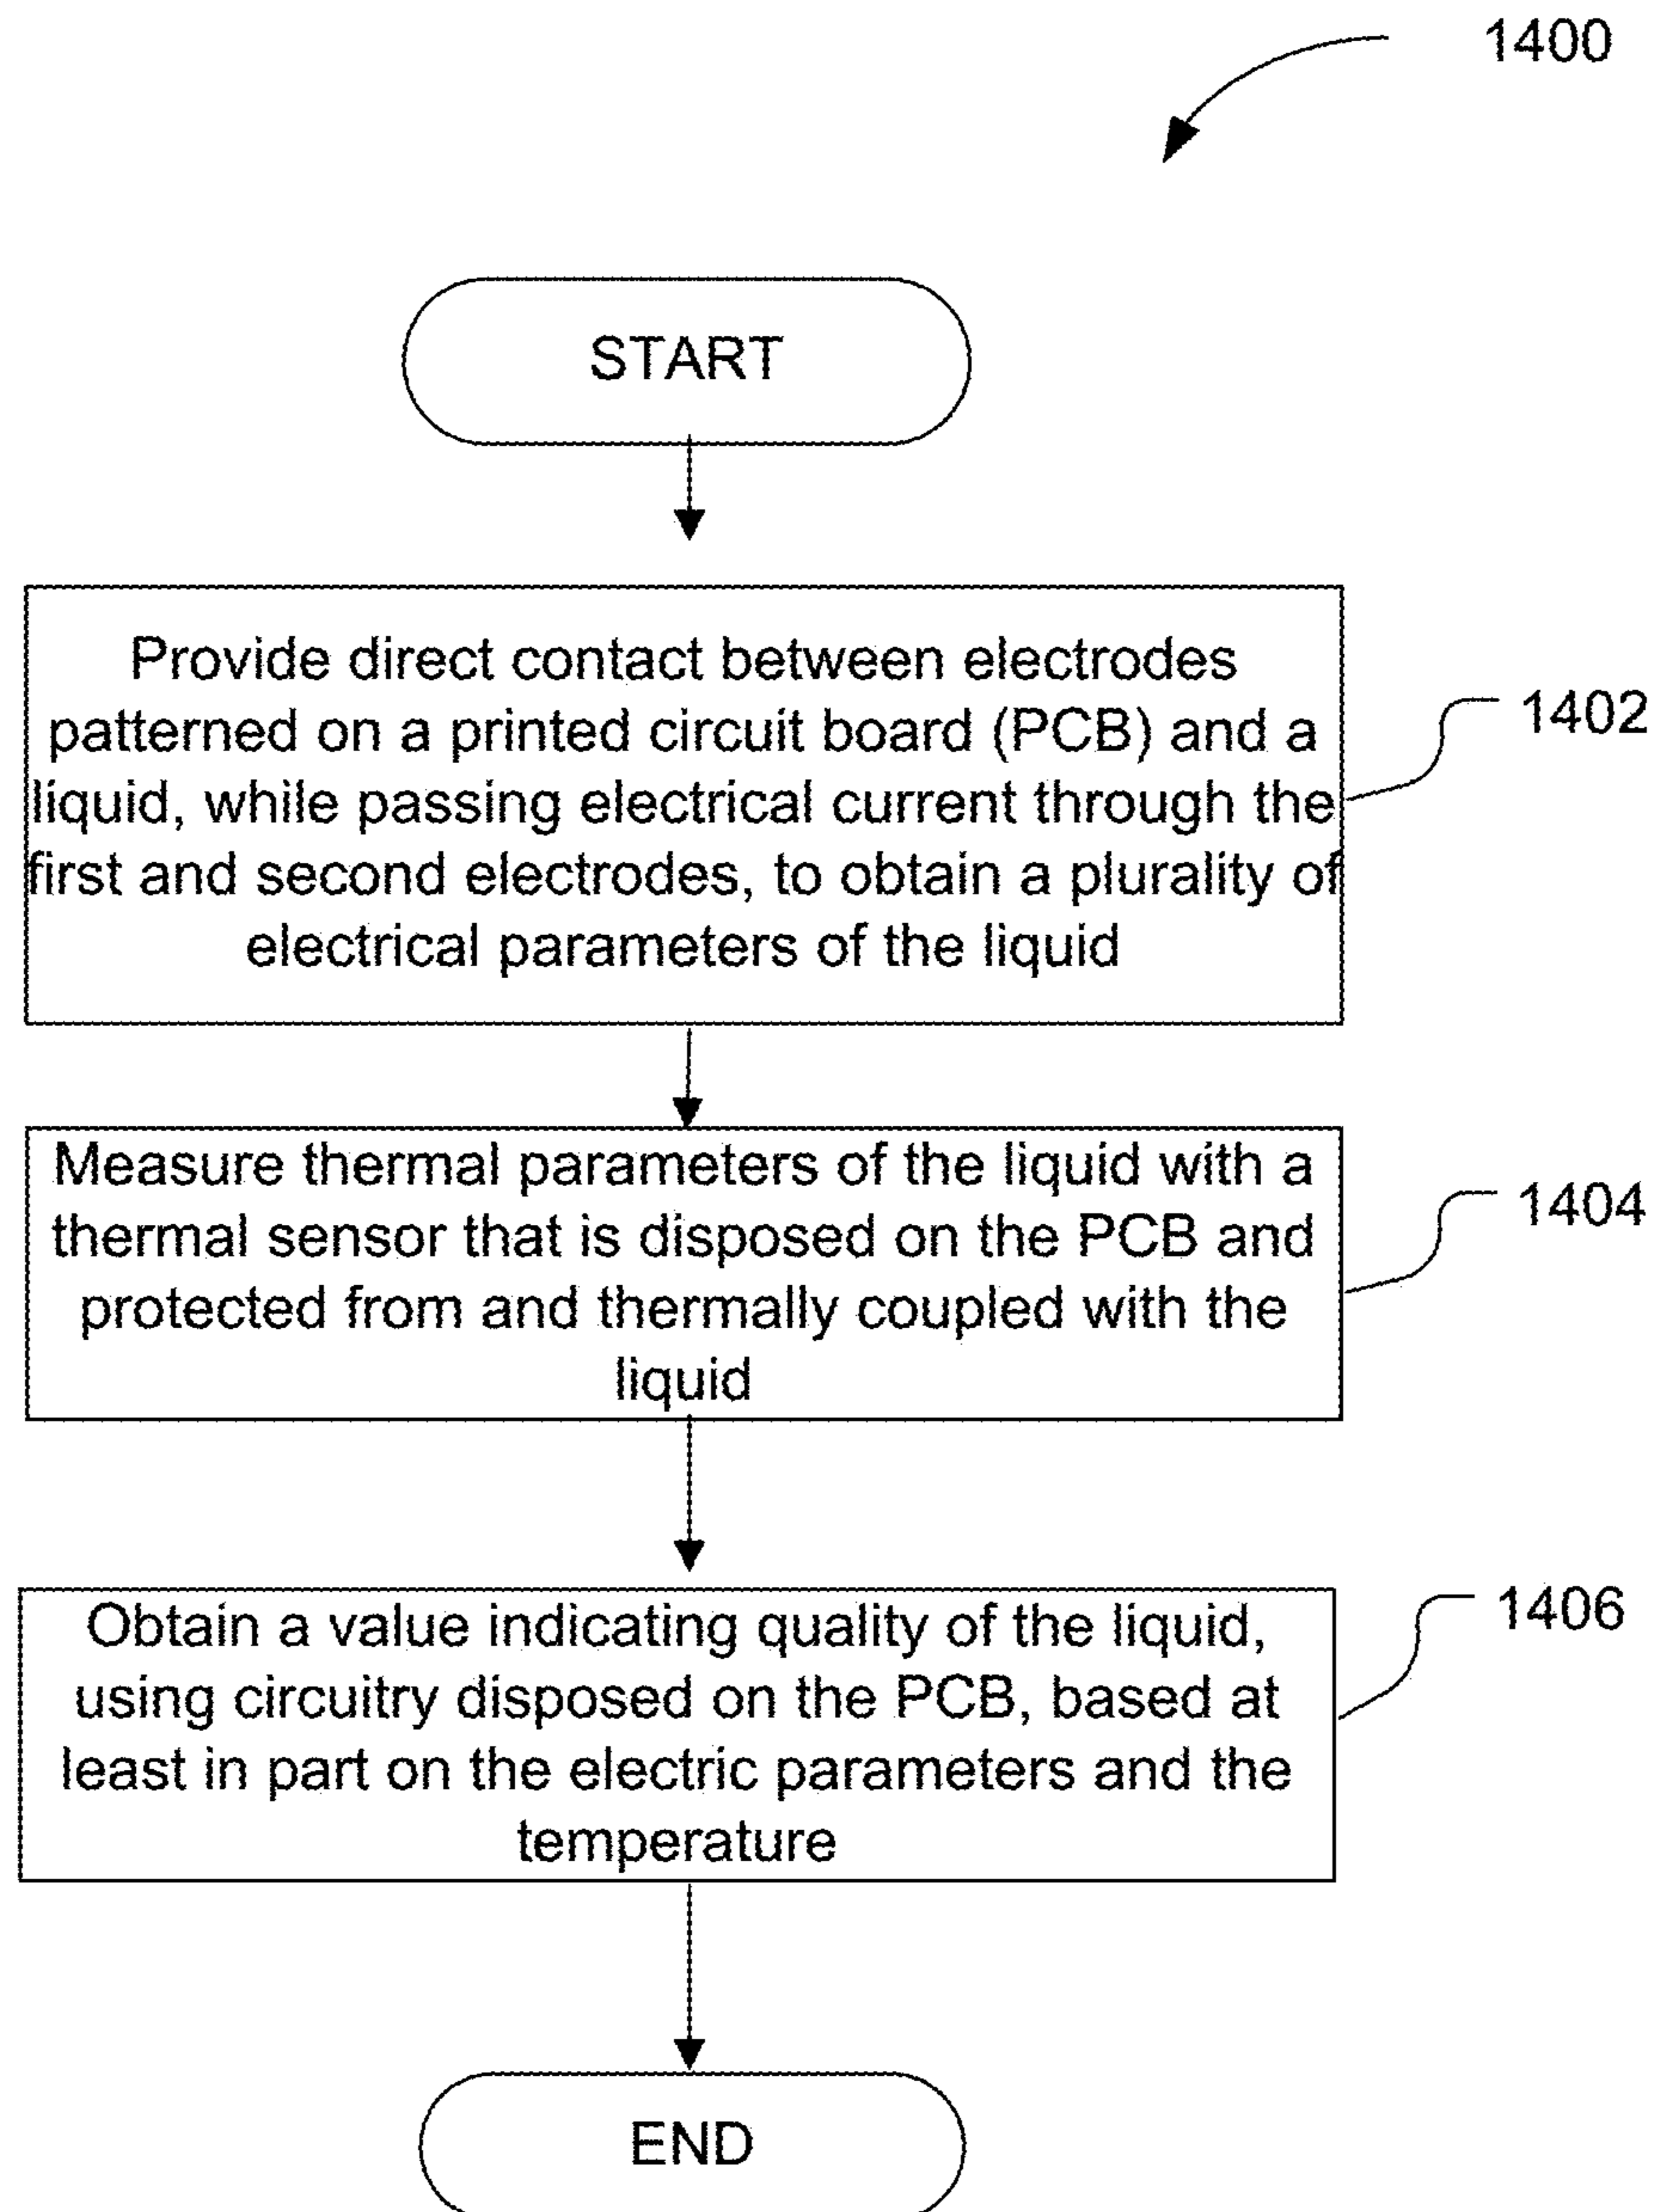 1400
START
Provide direct contact between electrodes
patterned on a printed circuit board (PCB) and a
liquid, while passing electrical current through the
first and second electrodes, to obtain a plurality of
electrical parameters of the liquid
1402
Measure thermal parameters of the liquid with a
thermal sensor that is disposed on the PCB and
protected from and thermally coupled with the
liquid
1404
Obtain a value indicating quality of the liquid,
using circuitry disposed on the PCB, based at
least in part on the electric parameters and the
temperature
1406
END